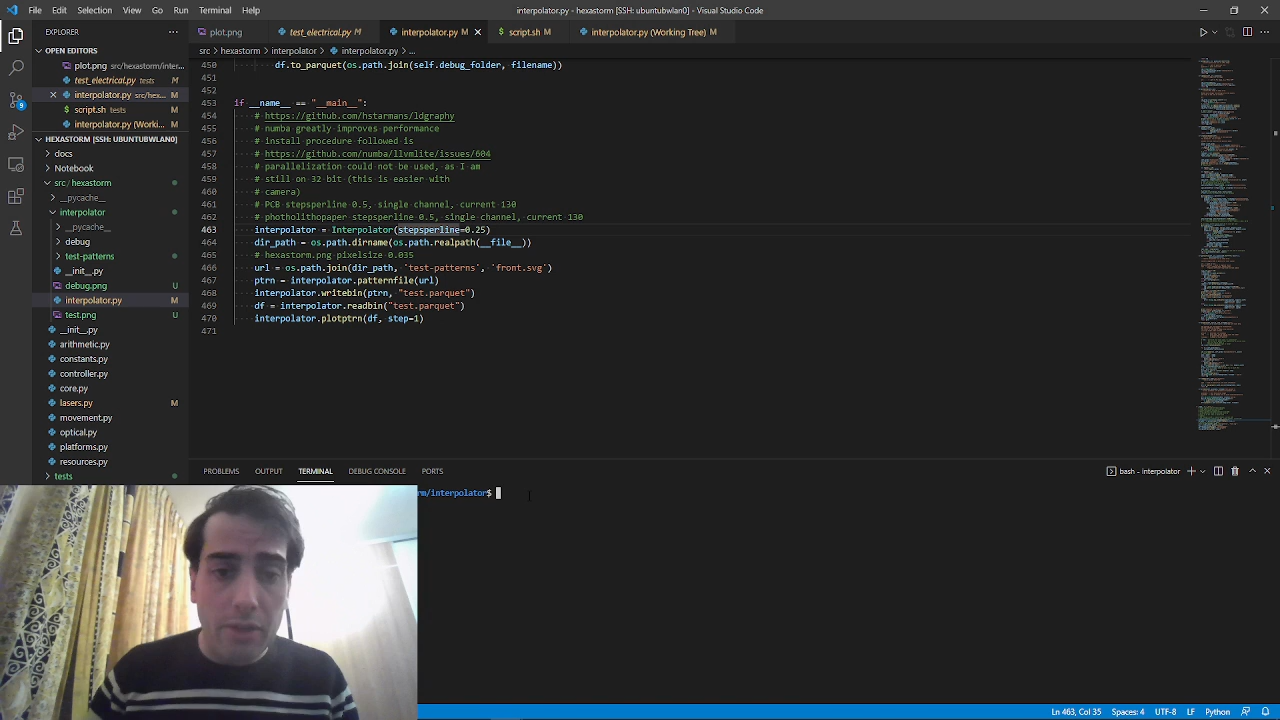 File Edit Selection View Go Run Terminal Help
interpolator.py - hexastorm [SSH: ubuntubwlan0] - Visual Studio Code
EXPLORER
OPEN EDITORS
plot.png src/hexastorm/inter...
test_electrical.py tests M
interpolator.py src/hex... M
script.sh tests M
interpolator.py (Worki... M
9
HEXASTORM [SSH: UBUNTUBWLAN0]
docs
Notebook
src / hexastorm
__pycache__
interpolator
__pycache__
debug
test-patterns
__init__.py
debug.png U
interpolator.py M
test.png U
__init__.py
arithmetic.py
constants.py
controller.py
core.py
lasers.py M
movement.py
optical.py
platforms.py
resources.py
tests
plot.png
test_electrical.py M
interpolator.py M
script.sh M
interpolator.py (Working Tree) M
src > hexastorm > interpolator > interpolator.py > ...
450 df.to_parquet(os.path.join(self.debug_folder, filename))
451
452
453 if __name__ == "__main__":
454 # https://github.com/hstarmans/ldgraphy
455 # numba greatly improves performance
456 # install procedure followed is
457 # https://github.com/numba/llvmlite/issues/604
458 # parallelization could not be used, as I am
459 # still on 32-bit (this is easier with
460 # camera)
461 # PCB stepsperline 0.5, single channel, current 130.
462 # photholithopaper stepsperline 0.5, single channel, current 130
463 interpolator = Interpolator(stepsperline=0.25)
464 dir_path = os.path.dirname(os.path.realpath(__file__))
465 # hexastorm.png pixelsize 0.035
466 url = os.path.join(dir_path, 'test-patterns', 'front.svg')
467 ptrn = interpolator.patternfile(url)
468 interpolator.writebin(ptrn, "test.parquet")
469 df = interpolator.readbin("test.parquet")
470 interpolator.plotptrn(df, step=1)
471
PROBLEMS OUTPUT TERMINAL DEBUG CONSOLE PORTS
bash - interpolator
rm/interpolator$
Ln 463, Col 35 Spaces: 4 UTF-8 LF Python